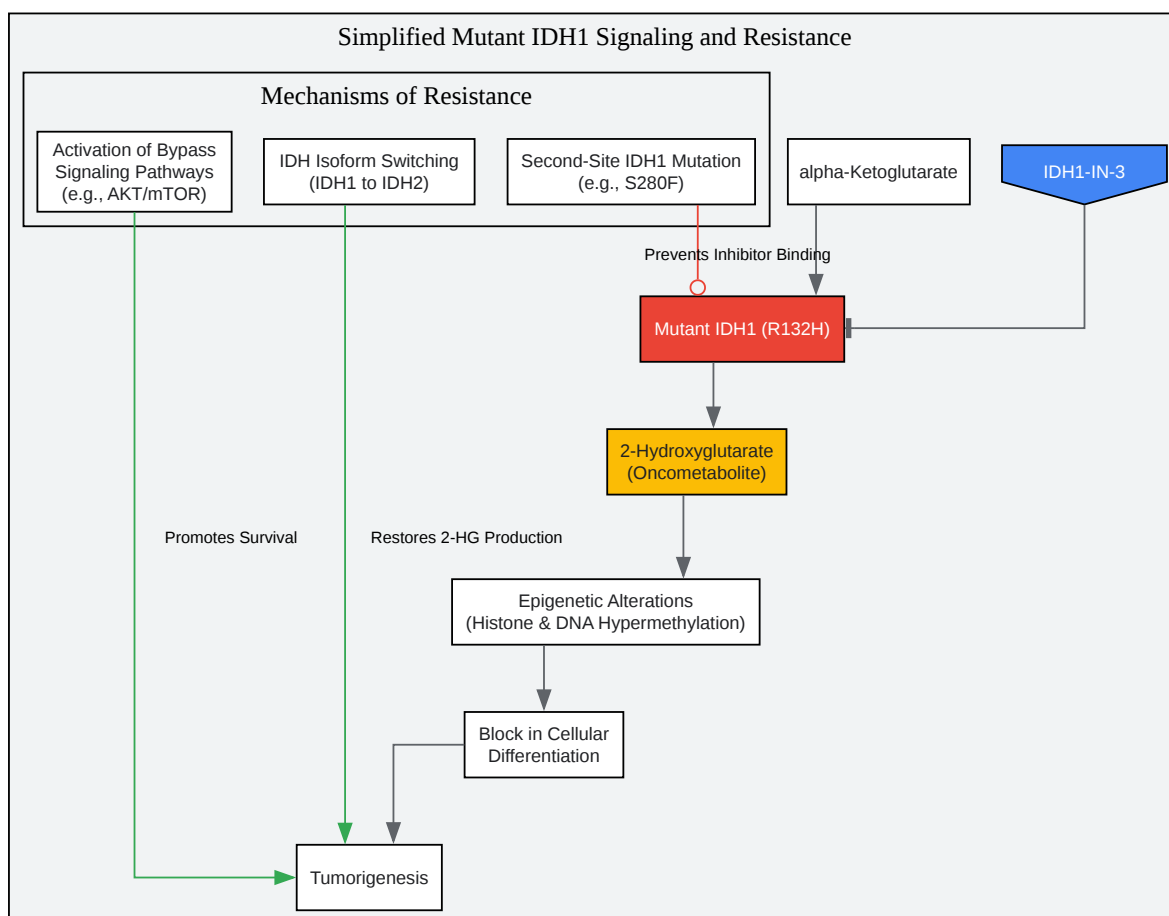 Simplified Mutant IDH1 Signaling and Resistance
Mechanisms of Resistance
Activation of Bypass
Signaling Pathways
(e.g., AKT/mTOR)
IDH Isoform Switching
(IDH1 to IDH2)
Second-Site IDH1 Mutation
(e.g., S280F)
alpha-Ketoglutarate
IDH1-IN-3
Prevents Inhibitor Binding
Mutant IDH1 (R132H)
2-Hydroxyglutarate
(Oncometabolite)
Promotes Survival
Restores 2-HG Production
Epigenetic Alterations
(Histone & DNA Hypermethylation)
Block in Cellular
Differentiation
Tumorigenesis